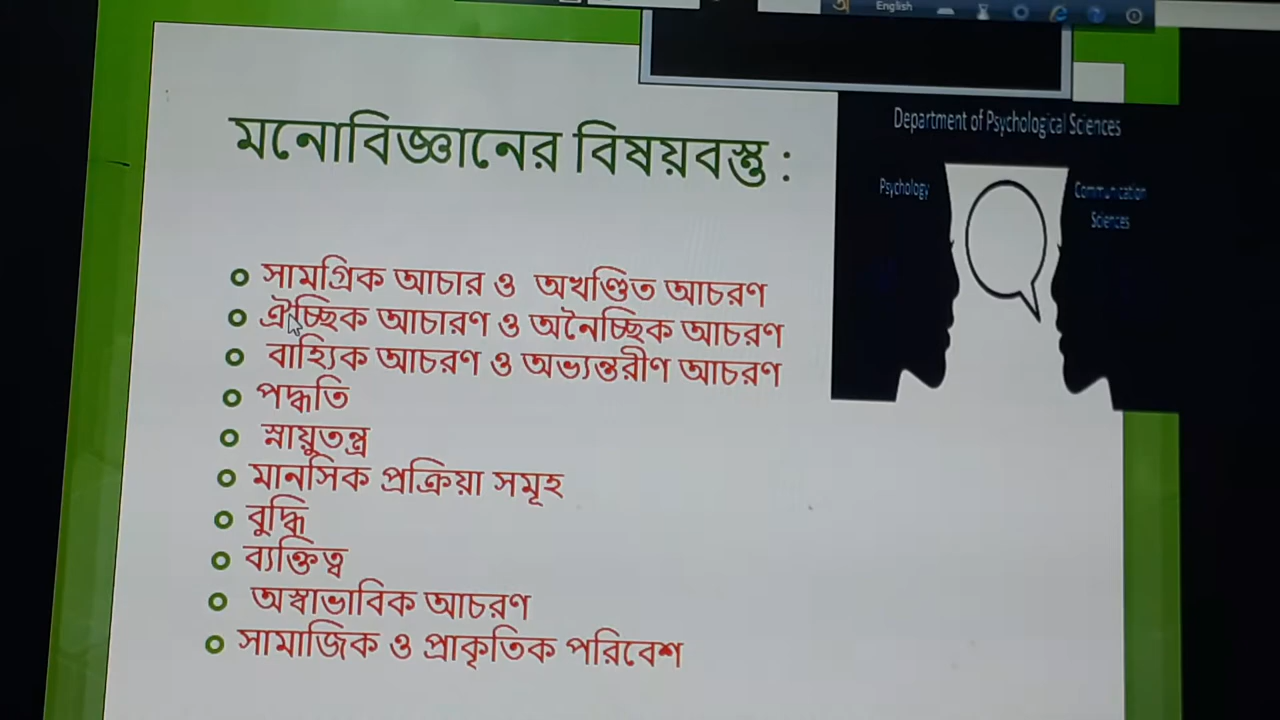 English
মনোবিজ্ঞানের বিষয়বস্তু :
সামগ্রিক আচার ও অখণ্ডিত আচরণ
ঐচ্ছিক আচারণ ও অনৈচ্ছিক আচরণ
বাহ্যিক আচরণ ও অভ্যন্তরীণ আচরণ
পদ্ধতি
স্নায়ুতন্ত্র
মানসিক প্রক্রিয়া সমূহ
বুদ্ধি
ব্যক্তিত্ব
অস্বাভাবিক আচরণ
সামাজিক ও প্রাকৃতিক পরিবেশ
Department of Psychological Sciences
Psychology
Communication
Sciences